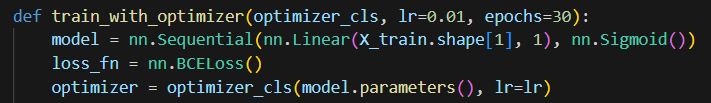 def train_with_optimizer(optimizer_cls, lr=0.01, epochs=30):
    model = nn.Sequential(nn.Linear(X_train.shape[1], 1), nn.Sigmoid())
    loss_fn = nn.BCELoss()
    optimizer = optimizer_cls(model.parameters(), lr=lr)